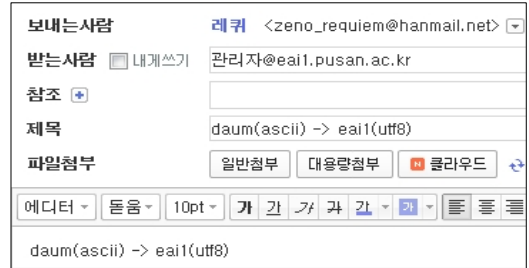 보내는사람 레퀴 <zeno_requiem@hanmail.net>
받는사람 내게쓰기 관리자@eai1.pusan.ac.kr
참조
제목 daum(ascii) -> eai1(utf8)
파일첨부 일반첨부 대용량첨부 N 클라우드
에디터 돋움 10pt 가 간 가 과 간 가
daum(ascii) -> eai1(utf8)